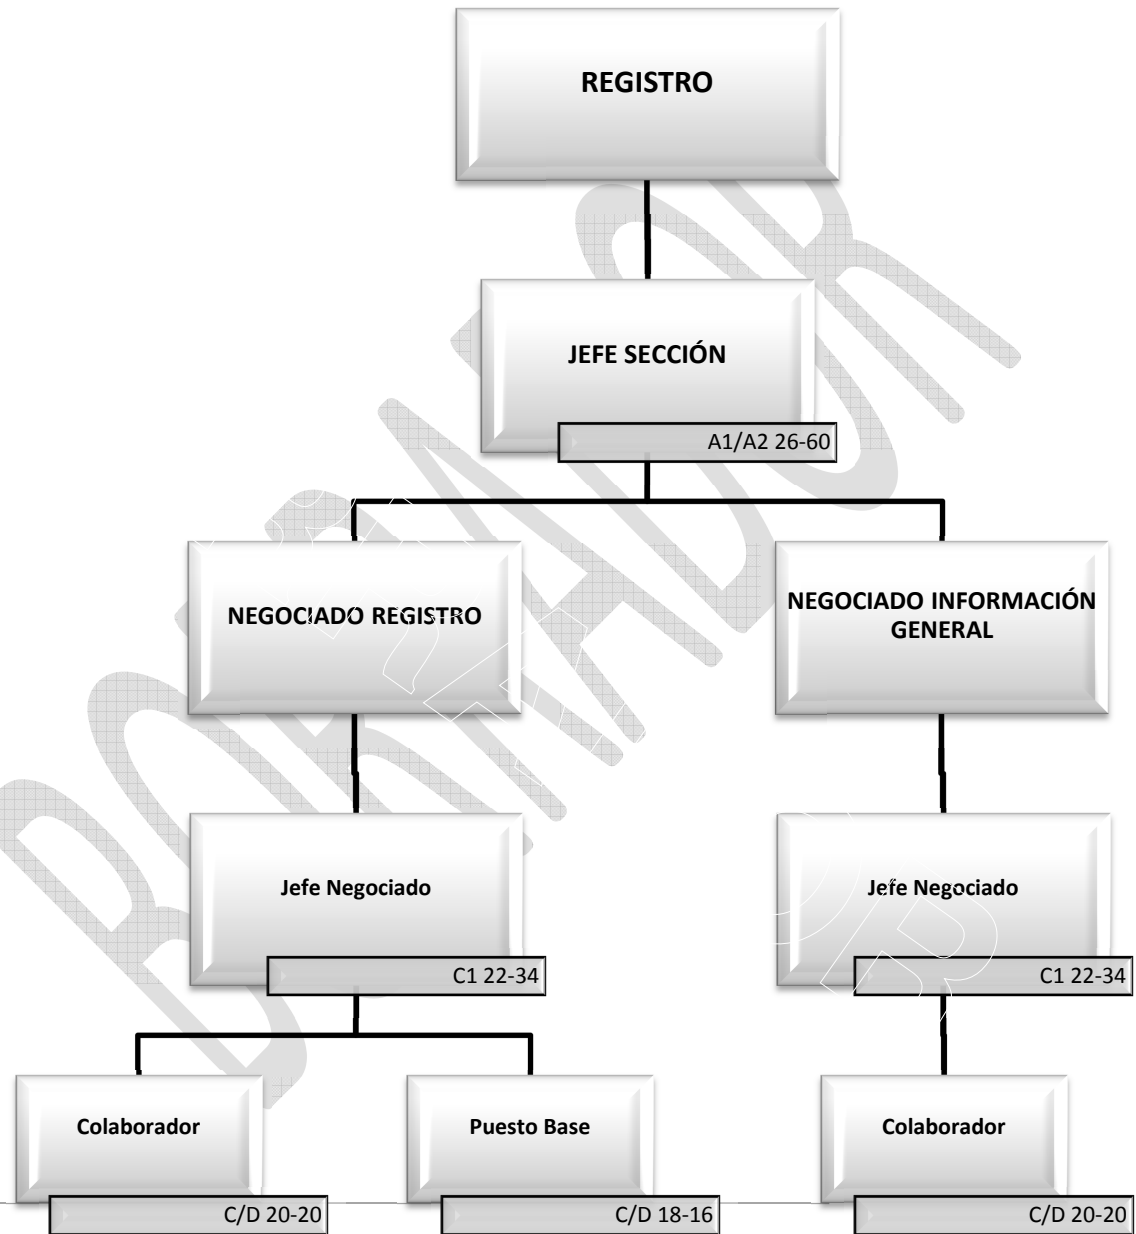 REGISTRO
JEFE SECCIÓN
A1/A2 26-60
NEGOCIADO REGISTRO
NEGOCIADO INFORMACIÓN
GENERAL
Jefe Negociado
C1 22-34
Jefe Negociado
C1 22-34
Colaborador
C/D 20-20
Puesto Base
C/D 18-16
Colaborador
C/D 20-20
BORRADOR